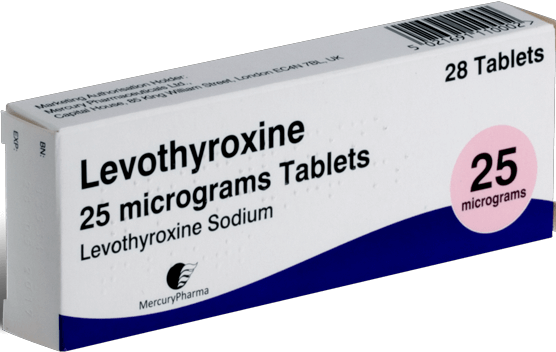 Marketing Authorisation Holder:
Mercury Pharmaceuticals Ltd.,
Capital House, 85 King William Street, London EC4N 7BL, UK
28 Tablets
BN:
EXP:
Levothyroxine
25 micrograms Tablets
Levothyroxine Sodium
25
micrograms
MercuryPharma